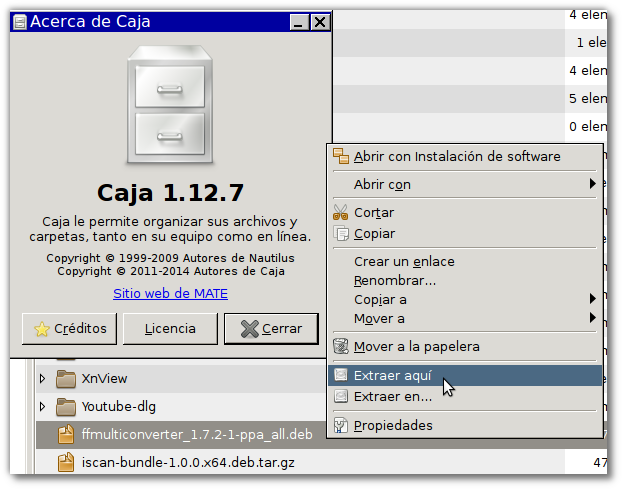 Acerca de Caja
Caja 1.12.7
Caja le permite organizar sus archivos y
carpetas, tanto en su equipo como en línea.
Copyright © 1999-2009 Autores de Nautilus
Copyright © 2011-2014 Autores de Caja
Sitio web de MATE
Créditos
Licencia
Cerrar
4 elen
1 ele
4 elen
5 elen
0 elen
Abrir con Instalación de software
Abrir con
Cortar
Copiar
Crear un enlace
Renombrar...
Copiar a
Mover a
Mover a la papelera
Extraer aquí
Extraer en...
Propiedades
XnView
Youtube-dlg
ffmulticonverter_1.7.2-1-ppa_all.deb
iscan-bundle-1.0.0.x64.deb.tar.gz
47